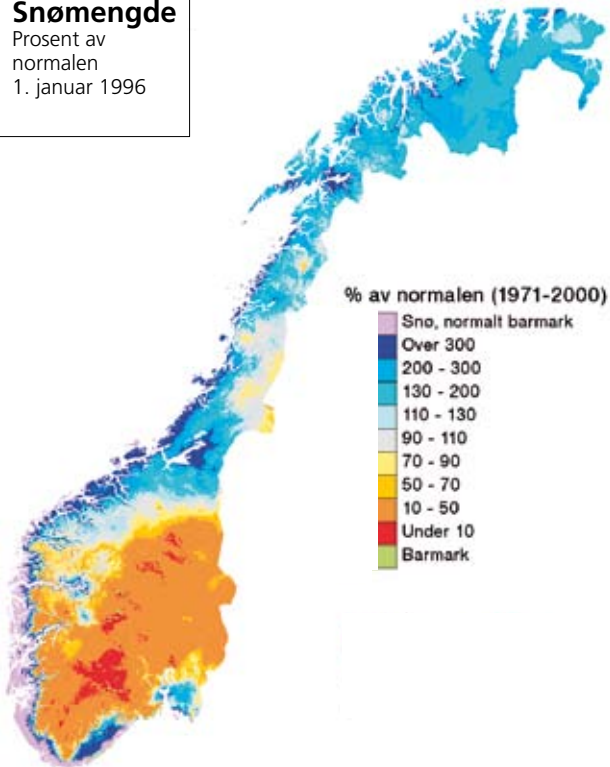 Snømengde
Prosent av
normalen
1. januar 1996
% av normalen (1971-2000)
Snø, normalt barmark
Over 300
200 - 300
130 - 200
110 - 130
90 - 110
70 - 90
50 - 70
10 - 50
Under 10
Barmark